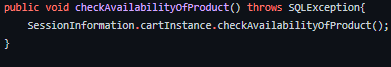 public void checkAvailabilityOfProduct() throws SQLException{
    SessionInformation.cartInstance.checkAvailabilityOfProduct();
}